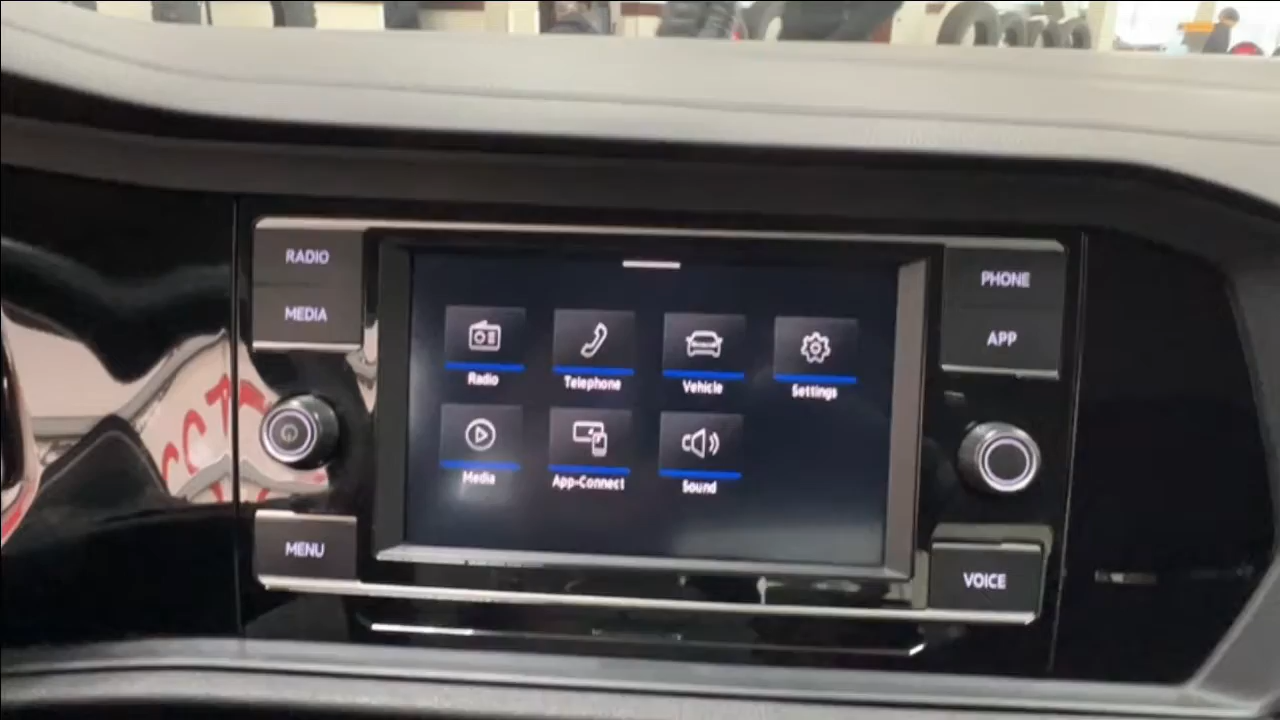 RADIO
MEDIA
MENU
Radio
Telephone
Vehicle
Settings
Media
App-Connect
Sound
PHONE
APP
VOICE